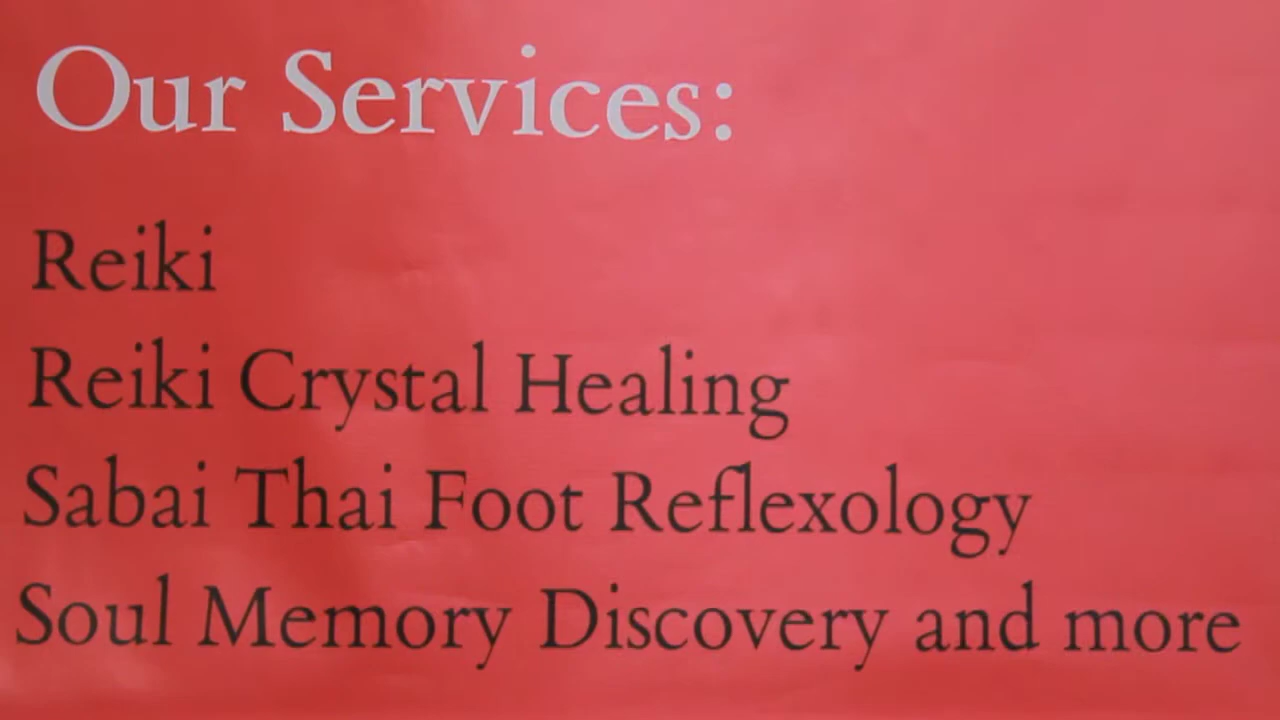 Our Services:
Reiki
Reiki Crystal Healing
Sabai Thai Foot Reflexology
Soul Memory Discovery and more